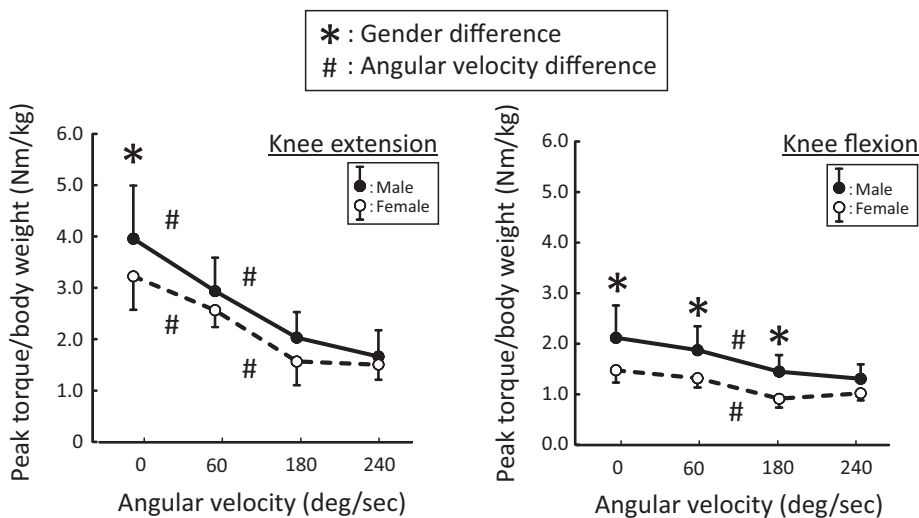 * : Gender difference
# : Angular velocity difference
Peak torque/body weight (Nm/kg)
Knee extension
: Male
: Female
6.0
5.0
4.0
3.0
2.0
1.0
0
*
#
#
#
#
0 60 180 240
Angular velocity (deg/sec)
Peak torque/body weight (Nm/kg)
Knee flexion
: Male
: Female
6.0
5.0
4.0
3.0
2.0
1.0
0.0
*
*
*
#
#
0 60 180 240
Angular velocity (deg/sec)